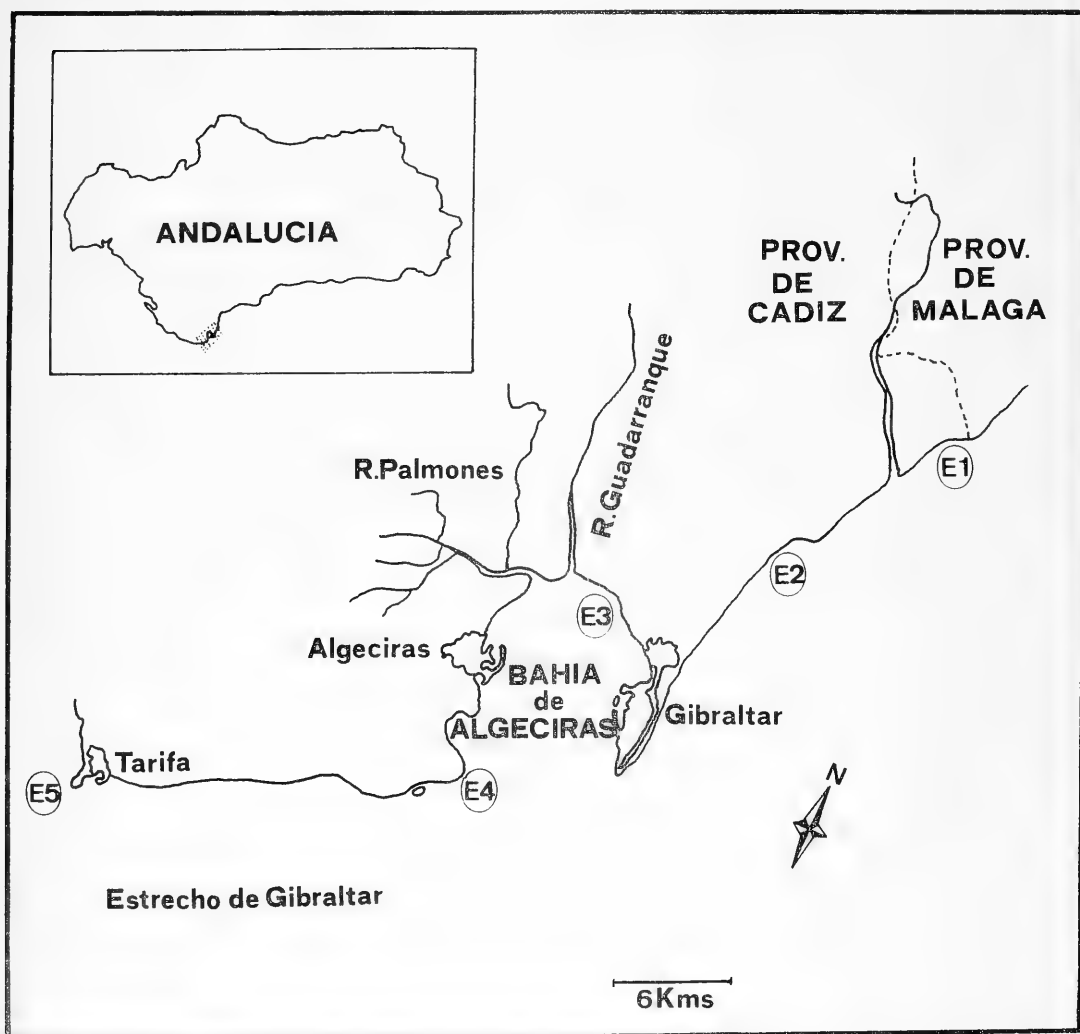 ANDALUCIA
PROV.
DE
CADIZ
PROV.
DE
MALAGA
R.Guadarranque
R.Palmones
E1
E2
E3
Algeciras
BAHIA
de
ALGECIRAS
Gibraltar
Tarifa
E5
E4
N
Estrecho de Gibraltar
6Kms